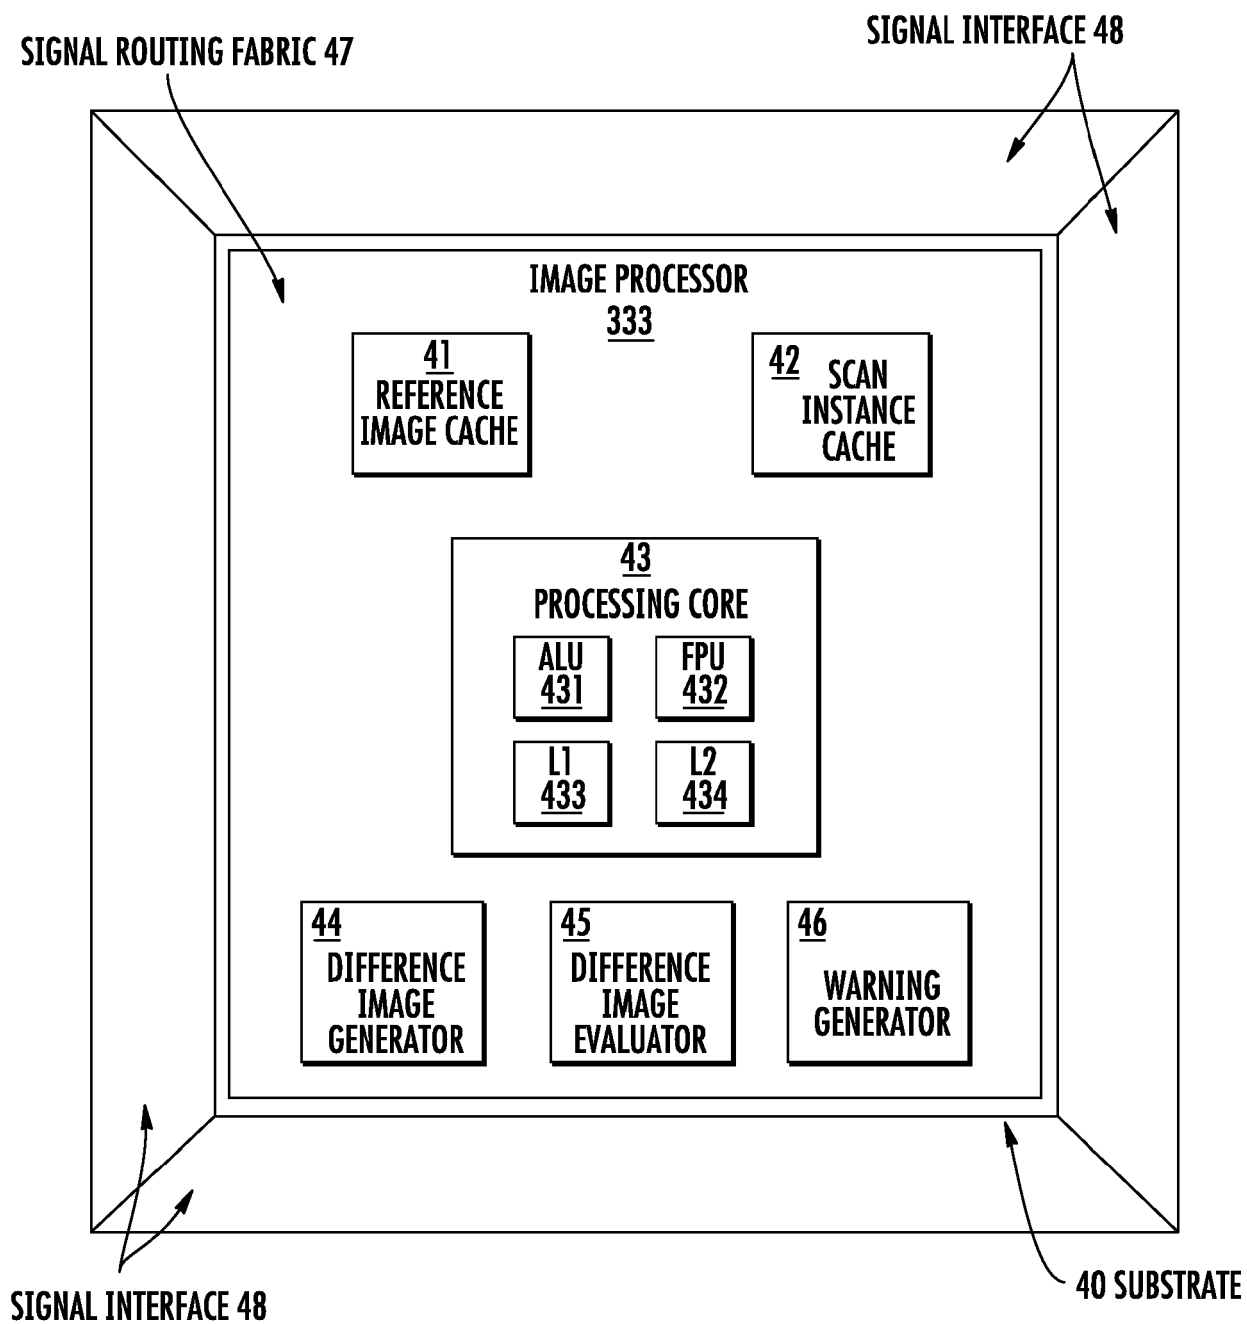 SIGNAL ROUTING FABRIC 47
SIGNAL INTERFACE 48
IMAGE PROCESSOR
333
41
REFERENCE
IMAGE CACHE
42
SCAN
INSTANCE
CACHE
43
PROCESSING CORE
ALU
431
FPU
432
L1
433
L2
434
44
DIFFERENCE
IMAGE
GENERATOR
45
DIFFERENCE
IMAGE
EVALUATOR
46
WARNING
GENERATOR
SIGNAL INTERFACE 48
40 SUBSTRATE